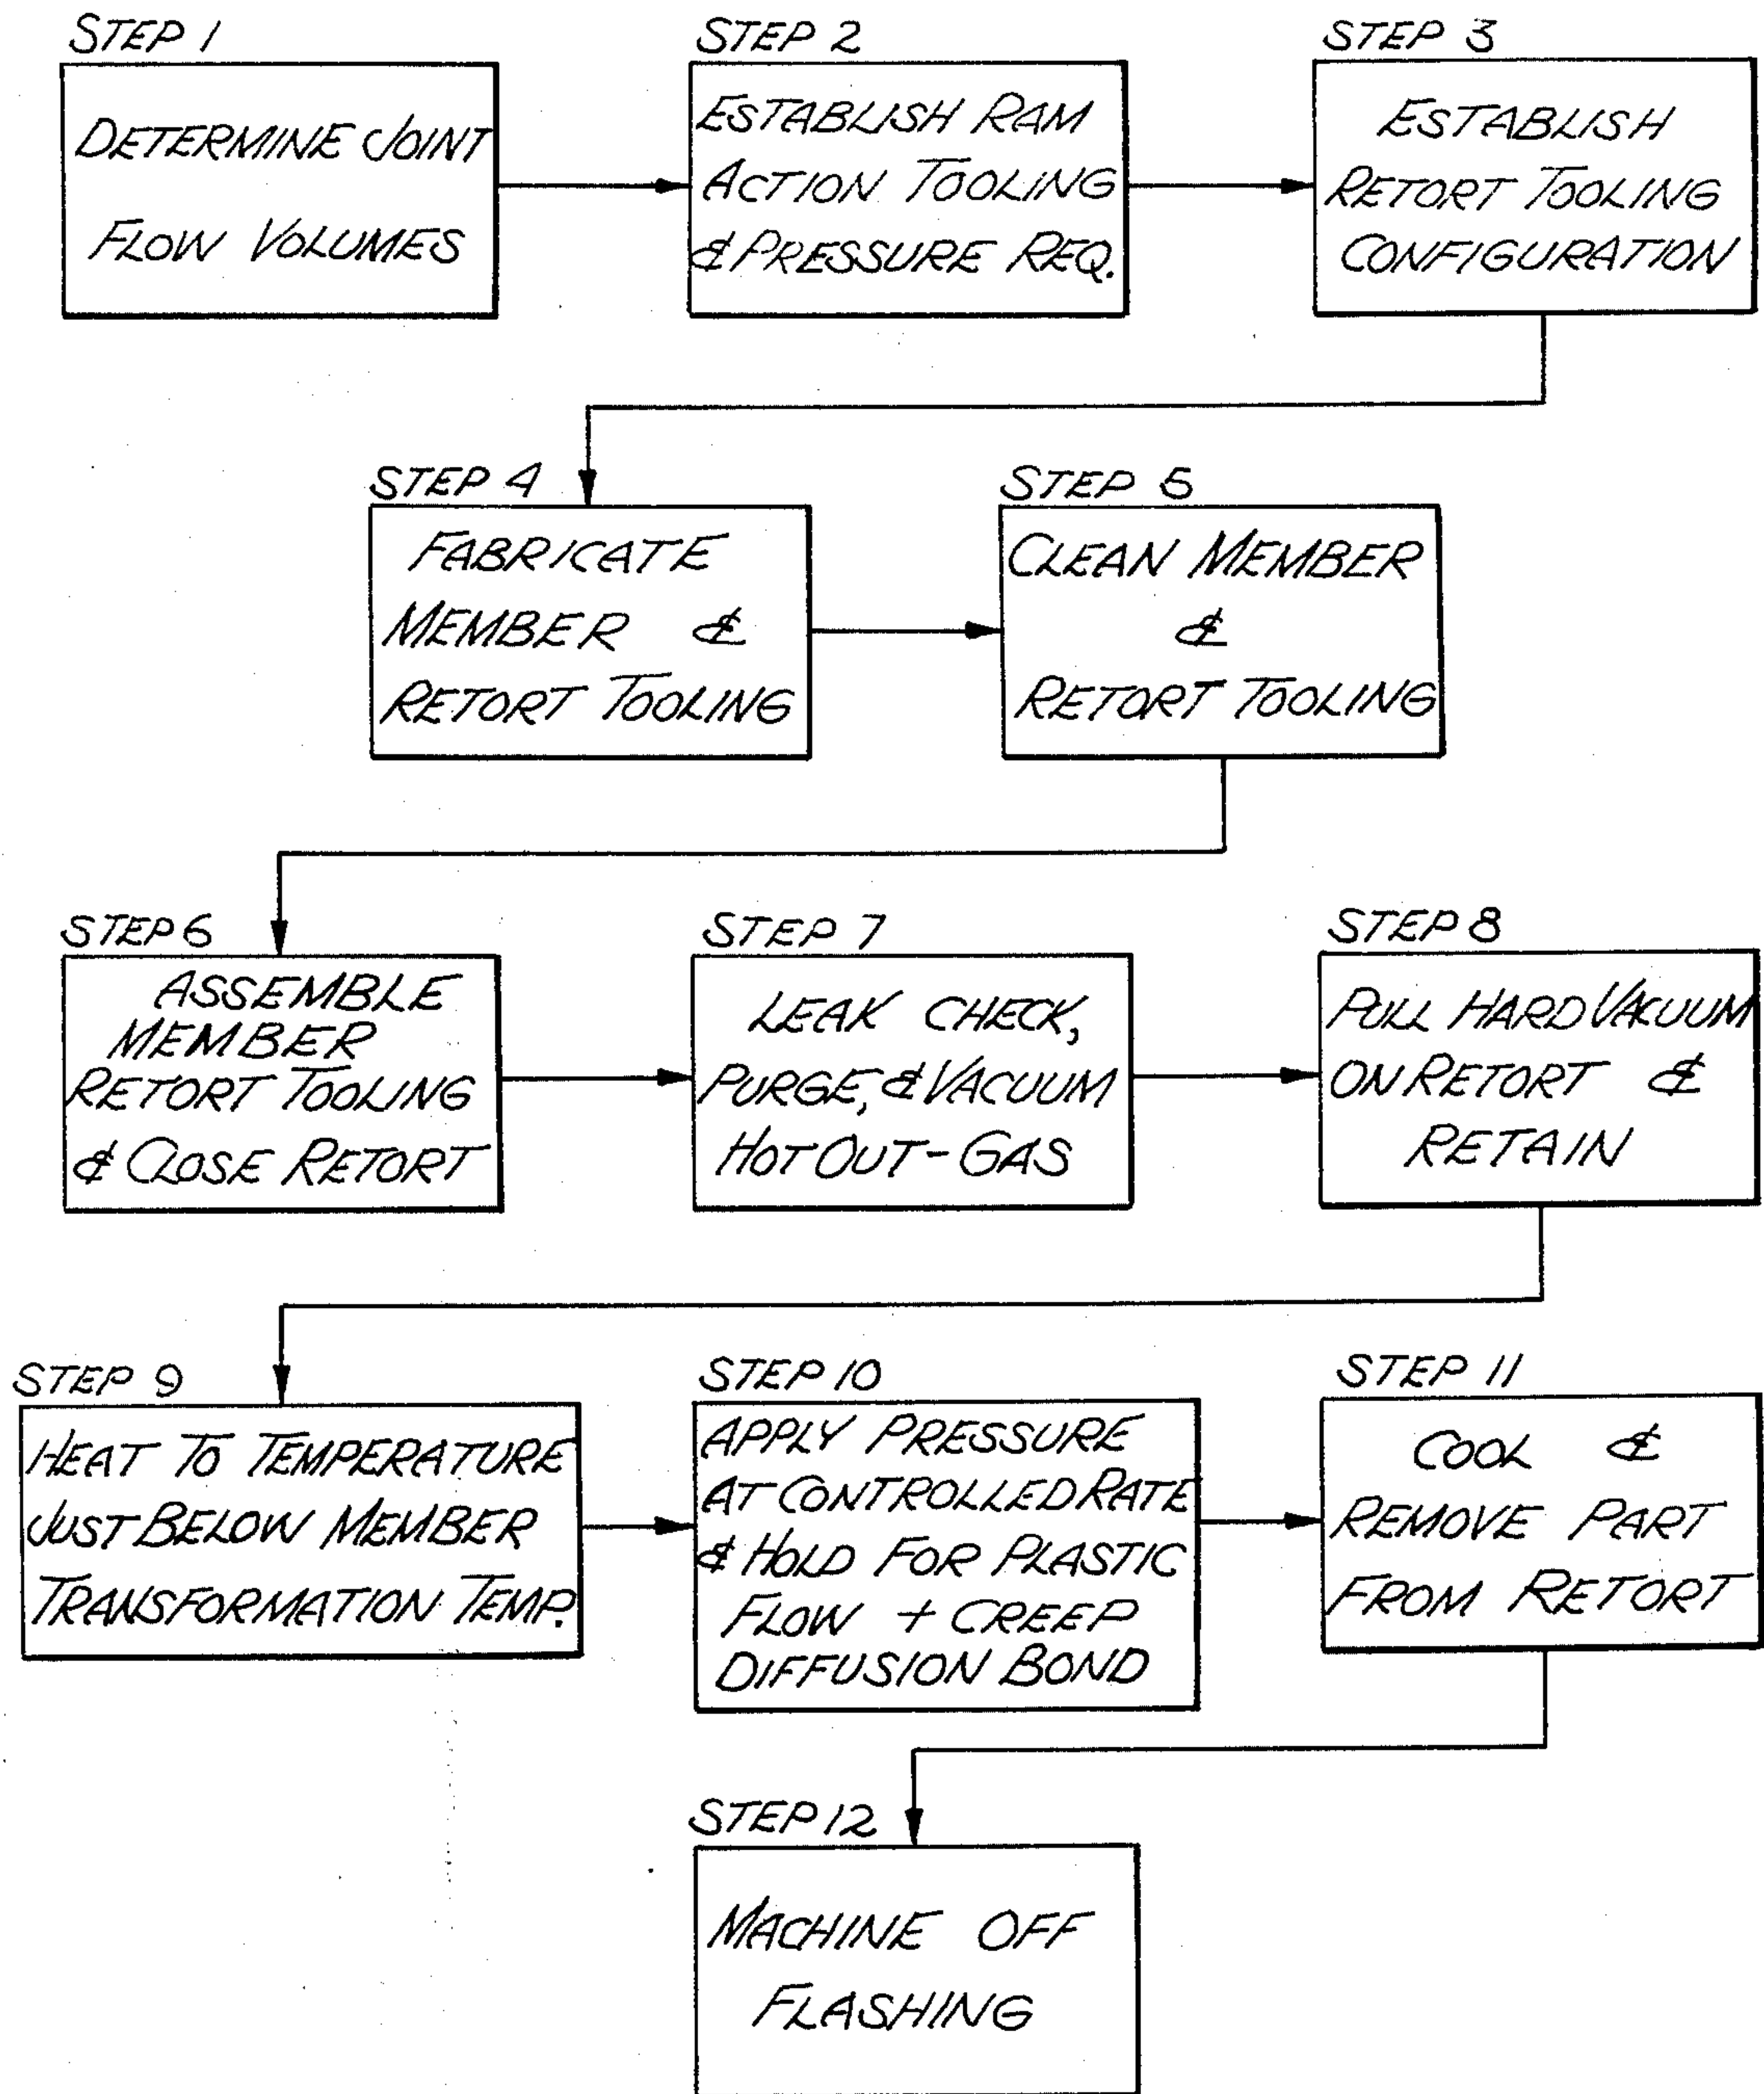 STEP 1
DETERMINE JOINT
FLOW VOLUMES
STEP 2
ESTABLISH RAM
ACTION TOOLING
& PRESSURE REQ.
STEP 3
ESTABLISH
RETORT TOOLING
CONFIGURATION
STEP 4
FABRICATE
MEMBER &
RETORT TOOLING
STEP 5
CLEAN MEMBER
&
RETORT TOOLING
STEP 6
ASSEMBLE
MEMBER
RETORT TOOLING
& CLOSE RETORT
STEP 7
LEAK CHECK,
PURGE, & VACUUM
HOT OUT-GAS
STEP 8
PULL HARD VACUUM
ON RETORT &
RETAIN
STEP 9
HEAT TO TEMPERATURE
JUST BELOW MEMBER
TRANSFORMATION TEMP.
STEP 10
APPLY PRESSURE
AT CONTROLLED RATE
& HOLD FOR PLASTIC
FLOW + CREEP
DIFFUSION BOND
STEP 11
COOL &
REMOVE PART
FROM RETORT
STEP 12
MACHINE OFF
FLASHING